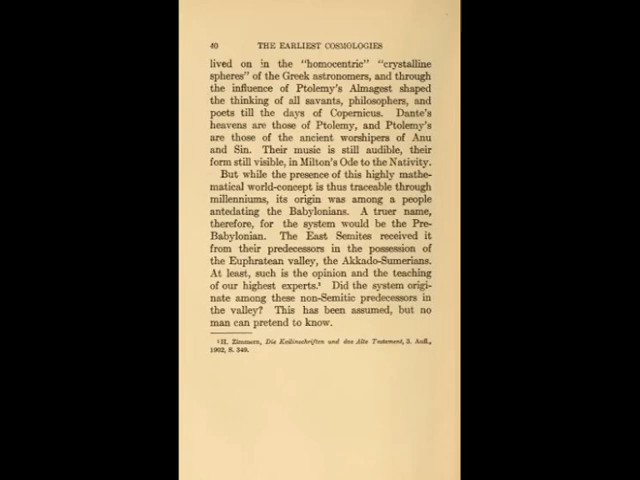 40 THE EARLIEST COSMOLOGIES
lived on in the "homocentric" "crystalline
spheres" of the Greek astronomers, and through
the influence of Ptolemy's Almagest shaped
the thinking of all savants, philosophers, and
poets till the days of Copernicus. Dante's
heavens are those of Ptolemy, and Ptolemy's
are those of the ancient worshipers of Anu
and Sin. Their music is still audible, their
form still visible, in Milton's Ode to the Nativity.
But while the presence of this highly mathe-
matical world-concept is thus traceable through
millenniums, its origin was among a people
antedating the Babylonians. A truer name,
therefore, for the system would be the Pre-
Babylonian. The East Semites received it
from their predecessors in the possession of
the Euphratean valley, the Akkado-Sumerians.
At least, such is the opinion and the teaching
of our highest experts.¹ Did the system origi-
nate among these non-Semitic predecessors in
the valley? This has been assumed, but no
man can pretend to know.
¹H. Zimmern, Die Keilinschriften und das Alte Testament, 3. Aufl.,
1902, S. 349.